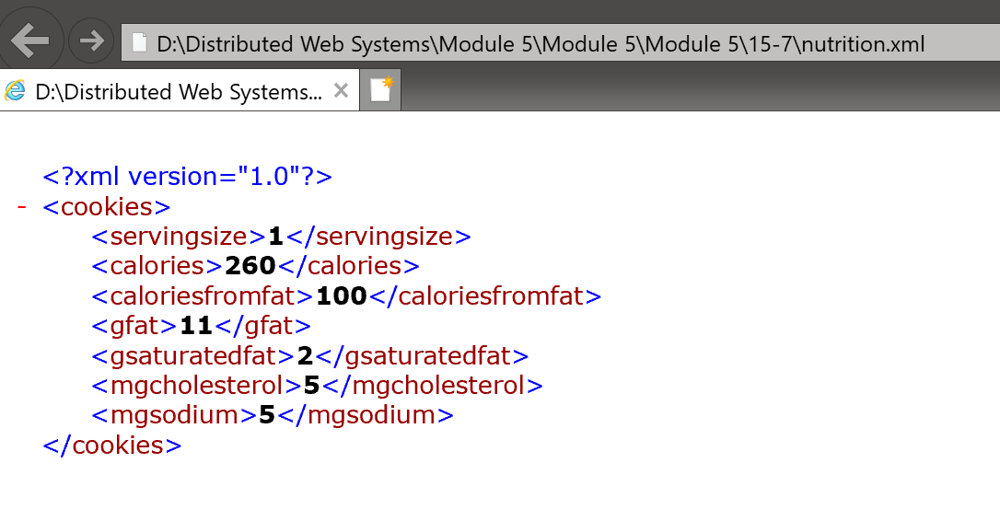 D:\Distributed Web Systems\Module 5\Module 5\Module 5\15-7\nutrition.xml
D:\Distributed Web Systems...
<?xml version="1.0"?>
- <cookies>
<servingsize>1</servingsize>
<calories>260</calories>
<caloriesfromfat>100</caloriesfromfat>
<gfat>11</gfat>
<gsaturatedfat>2</gsaturatedfat>
<mgcholesterol>5</mgcholesterol>
<mgsodium>5</mgsodium>
</cookies>